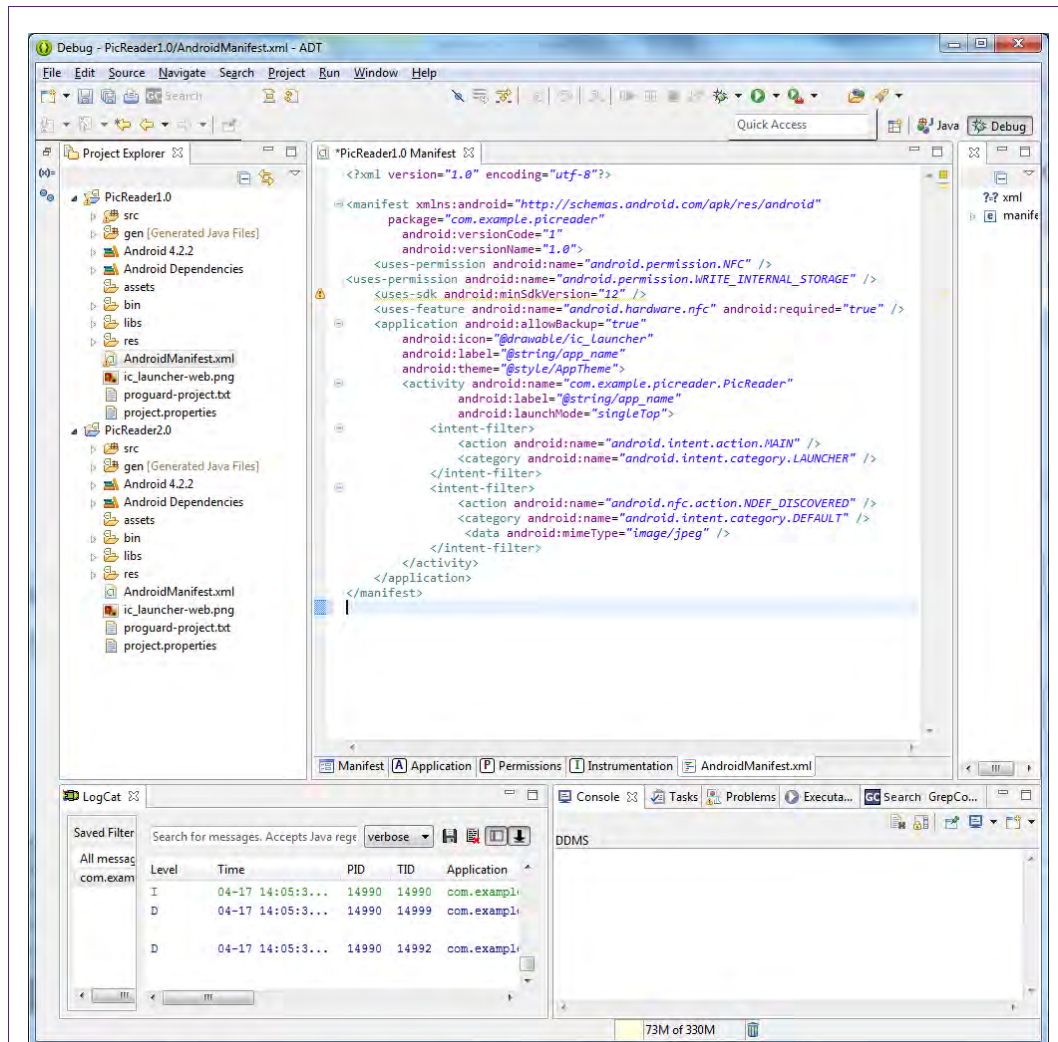 Debug - PicReader1.0/AndroidManifest.xml - ADT
File Edit Source Navigate Search Project Run Window Help
Search
Quick Access
Java
Debug
Project Explorer
PicReader1.0
src
gen [Generated Java Files]
Android 4.2.2
Android Dependencies
assets
bin
libs
res
AndroidManifest.xml
ic_launcher-web.png
proguard-project.txt
project.properties
PicReader2.0
src
gen [Generated Java Files]
Android 4.2.2
Android Dependencies
assets
bin
libs
res
AndroidManifest.xml
ic_launcher-web.png
proguard-project.txt
project.properties
*PicReader1.0 Manifest
<?xml version="1.0" encoding="utf-8"?>
<manifest xmlns:android="http://schemas.android.com/apk/res/android"
package="com.example.picreader"
android:versionCode="1"
android:versionName="1.0">
<uses-permission android:name="android.permission.NFC" />
<uses-permission android:name="android.permission.WRITE_INTERNAL_STORAGE" />
<uses-sdk android:minSdkVersion="12" />
<uses-feature android:name="android.hardware.nfc" android:required="true" />
<application android:allowBackup="true"
android:icon="@drawable/ic_launcher"
android:label="@string/app_name"
android:theme="@style/AppTheme">
<activity android:name="com.example.picreader.PicReader"
android:label="@string/app_name"
android:launchMode="singleTop">
<intent-filter>
<action android:name="android.intent.action.MAIN" />
<category android:name="android.intent.category.LAUNCHER" />
</intent-filter>
<intent-filter>
<action android:name="android.nfc.action.NDEF_DISCOVERED" />
<category android:name="android.intent.category.DEFAULT" />
<data android:mimeType="image/jpeg" />
</intent-filter>
</activity>
</application>
</manifest>
?=? xml
e manife
Manifest A Application P Permissions I Instrumentation AndroidManifest.xml
LogCat
Saved Filter
All messag
com.exam
Search for messages. Accepts Java rege verbose
Level Time PID TID Application
I 04-17 14:05:3... 14990 14990 com.example
D 04-17 14:05:3... 14990 14999 com.example
D 04-17 14:05:3... 14990 14992 com.example
Console Tasks Problems Executa... GC Search GrepCo...
DDMS
73M of 330M